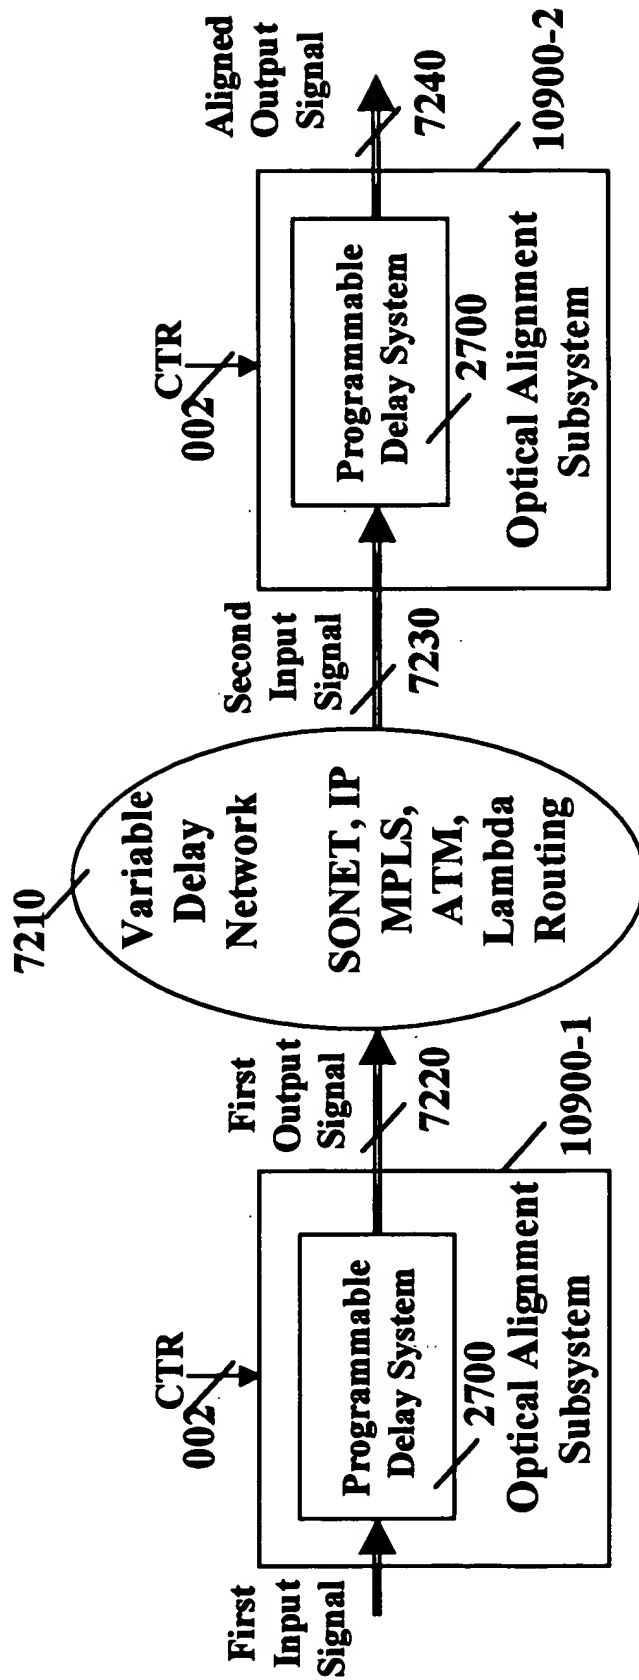 First
Input
Signal
CTR
002
Programmable
Delay System
2700
Optical Alignment
Subsystem
10900-1
First
Output
Signal
7220
7210
Variable
Delay
Network
SONET, IP
MPLS,
ATM,
Lambda
Routing
Second
Input
Signal
7230
CTR
002
Programmable
Delay System
2700
Optical Alignment
Subsystem
10900-2
Aligned
Output
Signal
7240